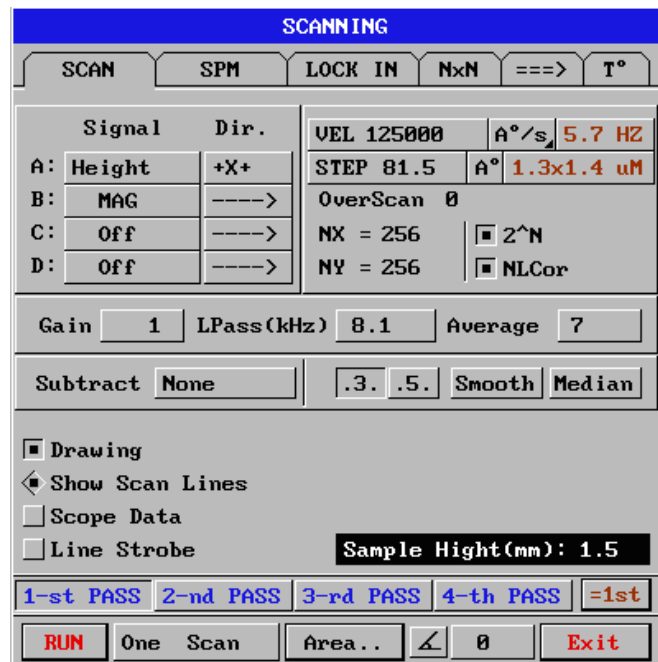 SCANNING
SCAN SPM LOCK IN NxN ===> T°
Signal Dir.
A: Height +X+
B: MAG ---->
C: Off ---->
D: Off ---->
VEL 125000 A°/s 5.7 HZ
STEP 81.5 A° 1.3x1.4 uM
OverScan 0
NX = 256 2^N
NY = 256 NLCor
Gain 1 LPass(kHz) 8.1 Average 7
Subtract None .3. .5. Smooth Median
Drawing
Show Scan Lines
Scope Data
Line Strobe
Sample Hight(mm): 1.5
1-st PASS 2-nd PASS 3-rd PASS 4-th PASS =1st
RUN One Scan Area.. ∠ 0 Exit